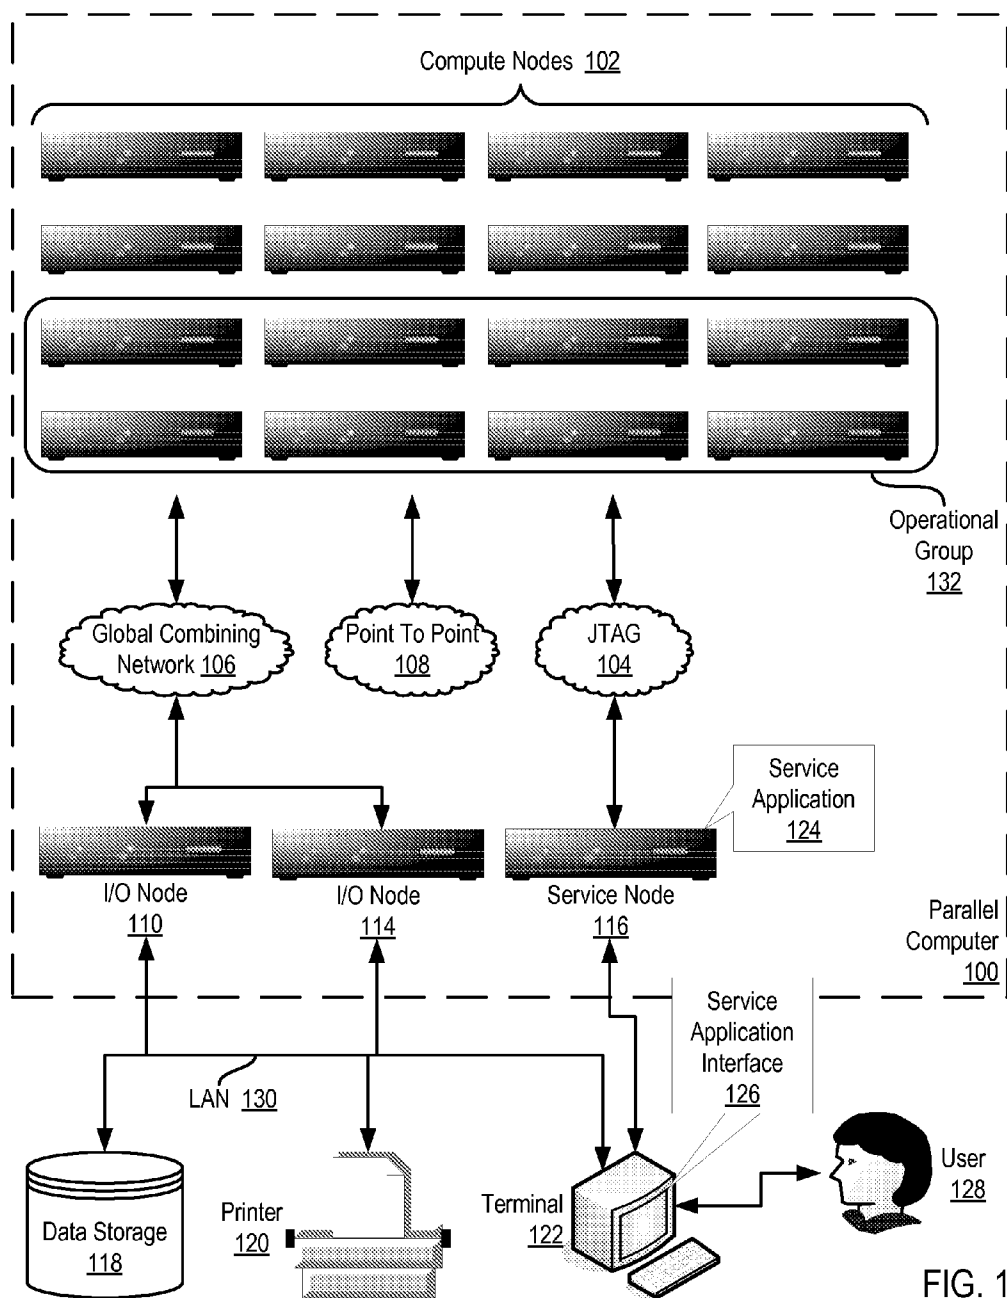 Compute Nodes 102
Operational
Group
132
Global Combining
Network 106
Point To Point
108
JTAG
104
Service
Application
124
I/O Node
110
I/O Node
114
Service Node
116
Parallel
Computer
100
Service
Application
Interface
126
LAN 130
Data Storage
118
Printer
120
Terminal
122
User
128
FIG. 1